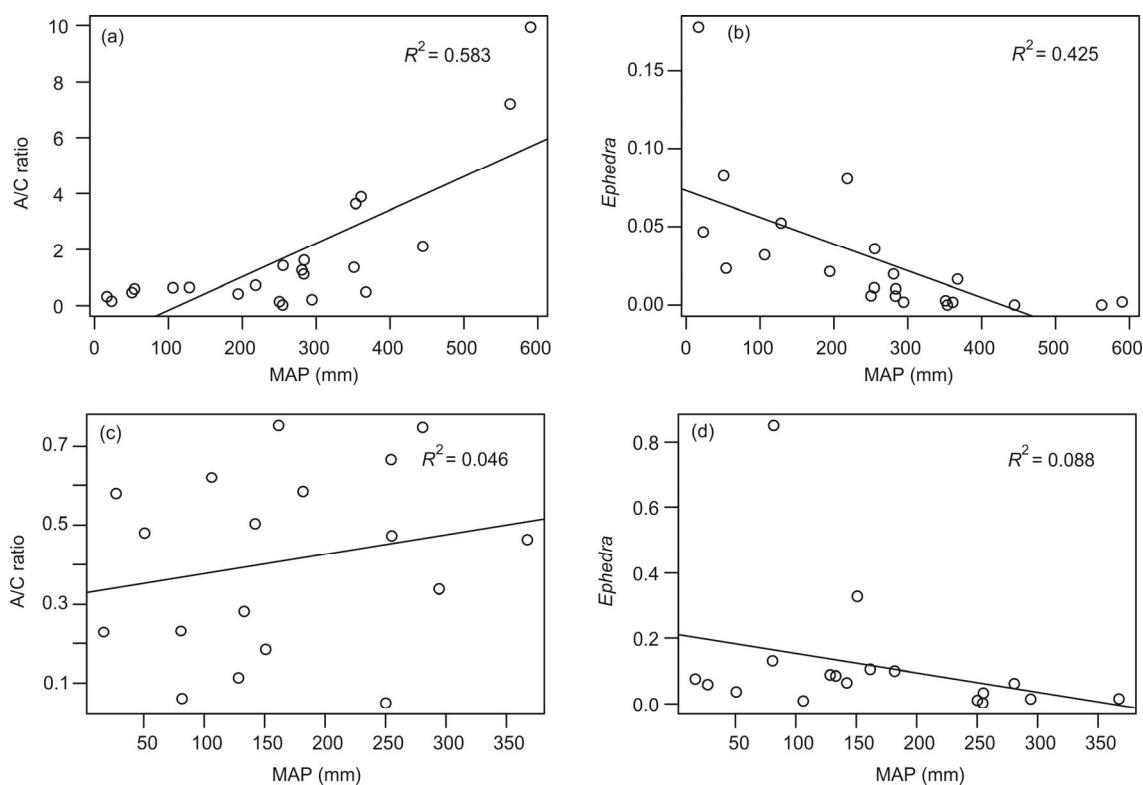 (a)
R² = 0.583
A/C ratio
10
8
6
4
2
0
0 100 200 300 400 500 600
MAP (mm)
(b)
R² = 0.425
Ephedra
0.15
0.10
0.05
0.00
0 100 200 300 400 500 600
MAP (mm)
(c)
R² = 0.046
A/C ratio
0.7
0.5
0.3
0.1
50 100 150 200 250 300 350
MAP (mm)
(d)
R² = 0.088
Ephedra
0.8
0.6
0.4
0.2
0.0
50 100 150 200 250 300 350
MAP (mm)